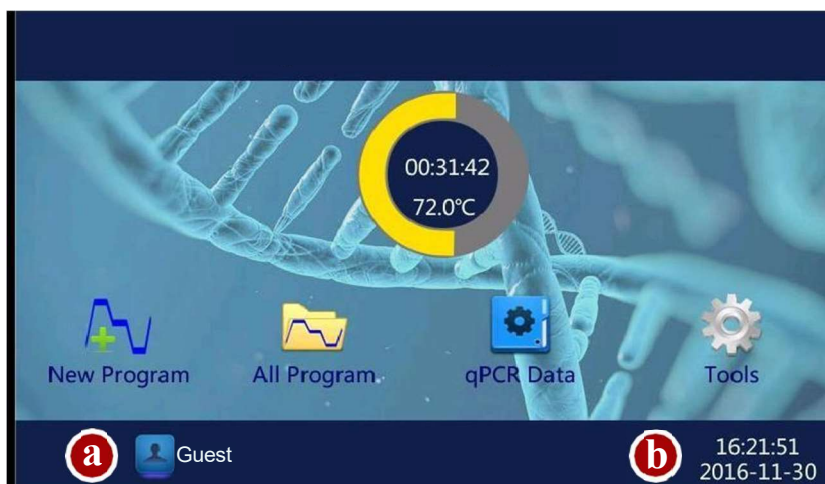 00:31:42
72.0℃
New Program
All Program
qPCR Data
Tools
a
Guest
b
16:21:51
2016-11-30